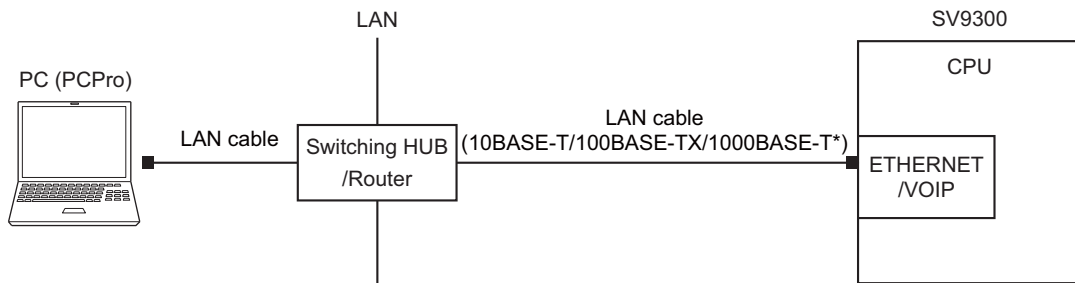 LAN
SV9300
CPU
PC (PCPro)
LAN cable
Switching HUB
/Router
LAN cable
(10BASE-T/100BASE-TX/1000BASE-T*)
ETHERNET
/VOIP